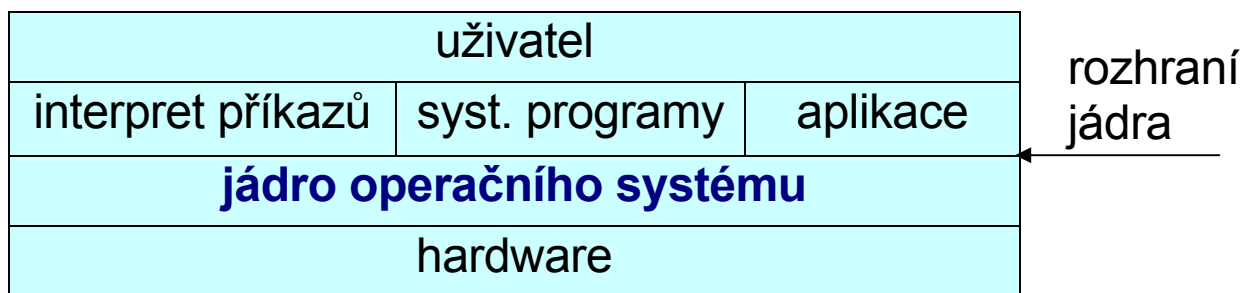 uživatel
interpret příkazů syst. programy aplikace
rozhraní
jádra
jádro operačního systému
hardware